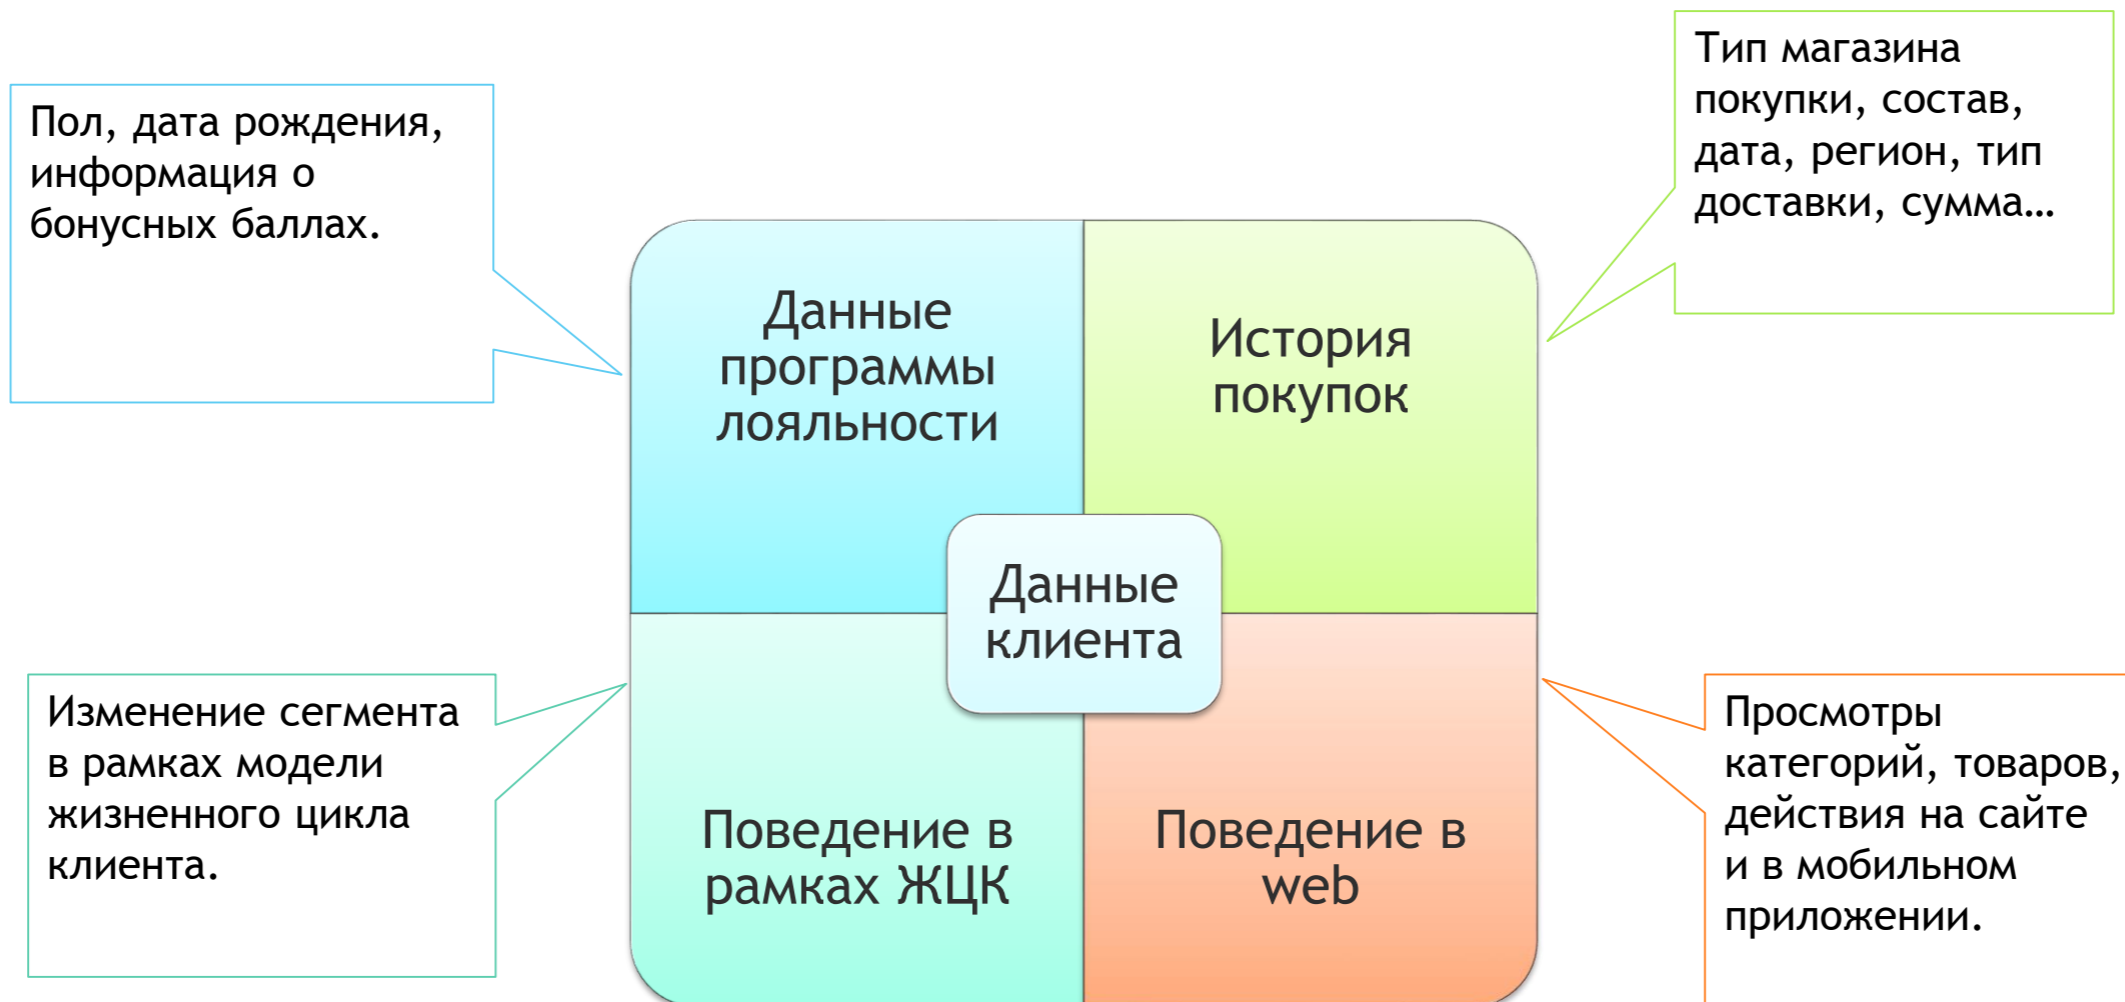 Пол, дата рождения,
информация о
бонусных баллах.
Тип магазина
покупки, состав,
дата, регион, тип
доставки, сумма…
Данные
программы
лояльности
История
покупок
Данные
клиента
Изменение сегмента
в рамках модели
жизненного цикла
клиента.
Поведение в
рамках ЖЦК
Поведение в
web
Просмотры
категорий, товаров,
действия на сайте
и в мобильном
приложении.